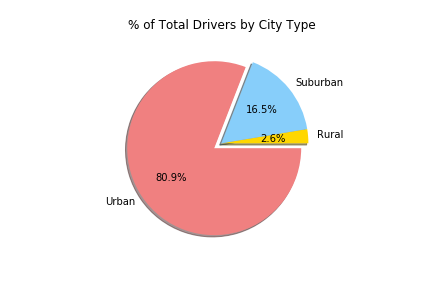 % of Total Drivers by City Type
Suburban
16.5%
Rural
2.6%
80.9%
Urban